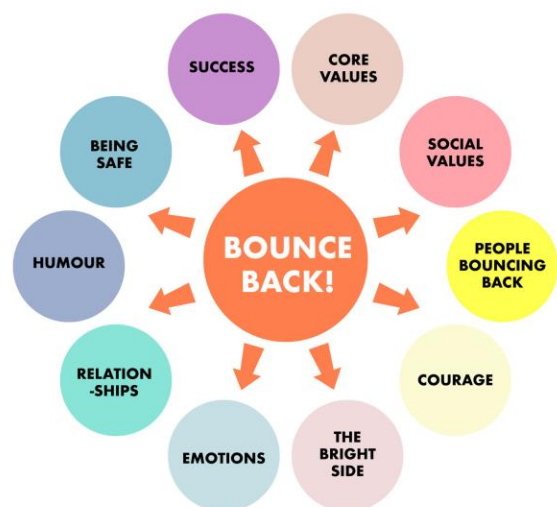 BOUNCE
BACK!
CORE
VALUES
SOCIAL
VALUES
PEOPLE
BOUNCING
BACK
COURAGE
THE
BRIGHT
SIDE
EMOTIONS
RELATION
-SHIPS
HUMOUR
BEING
SAFE
SUCCESS